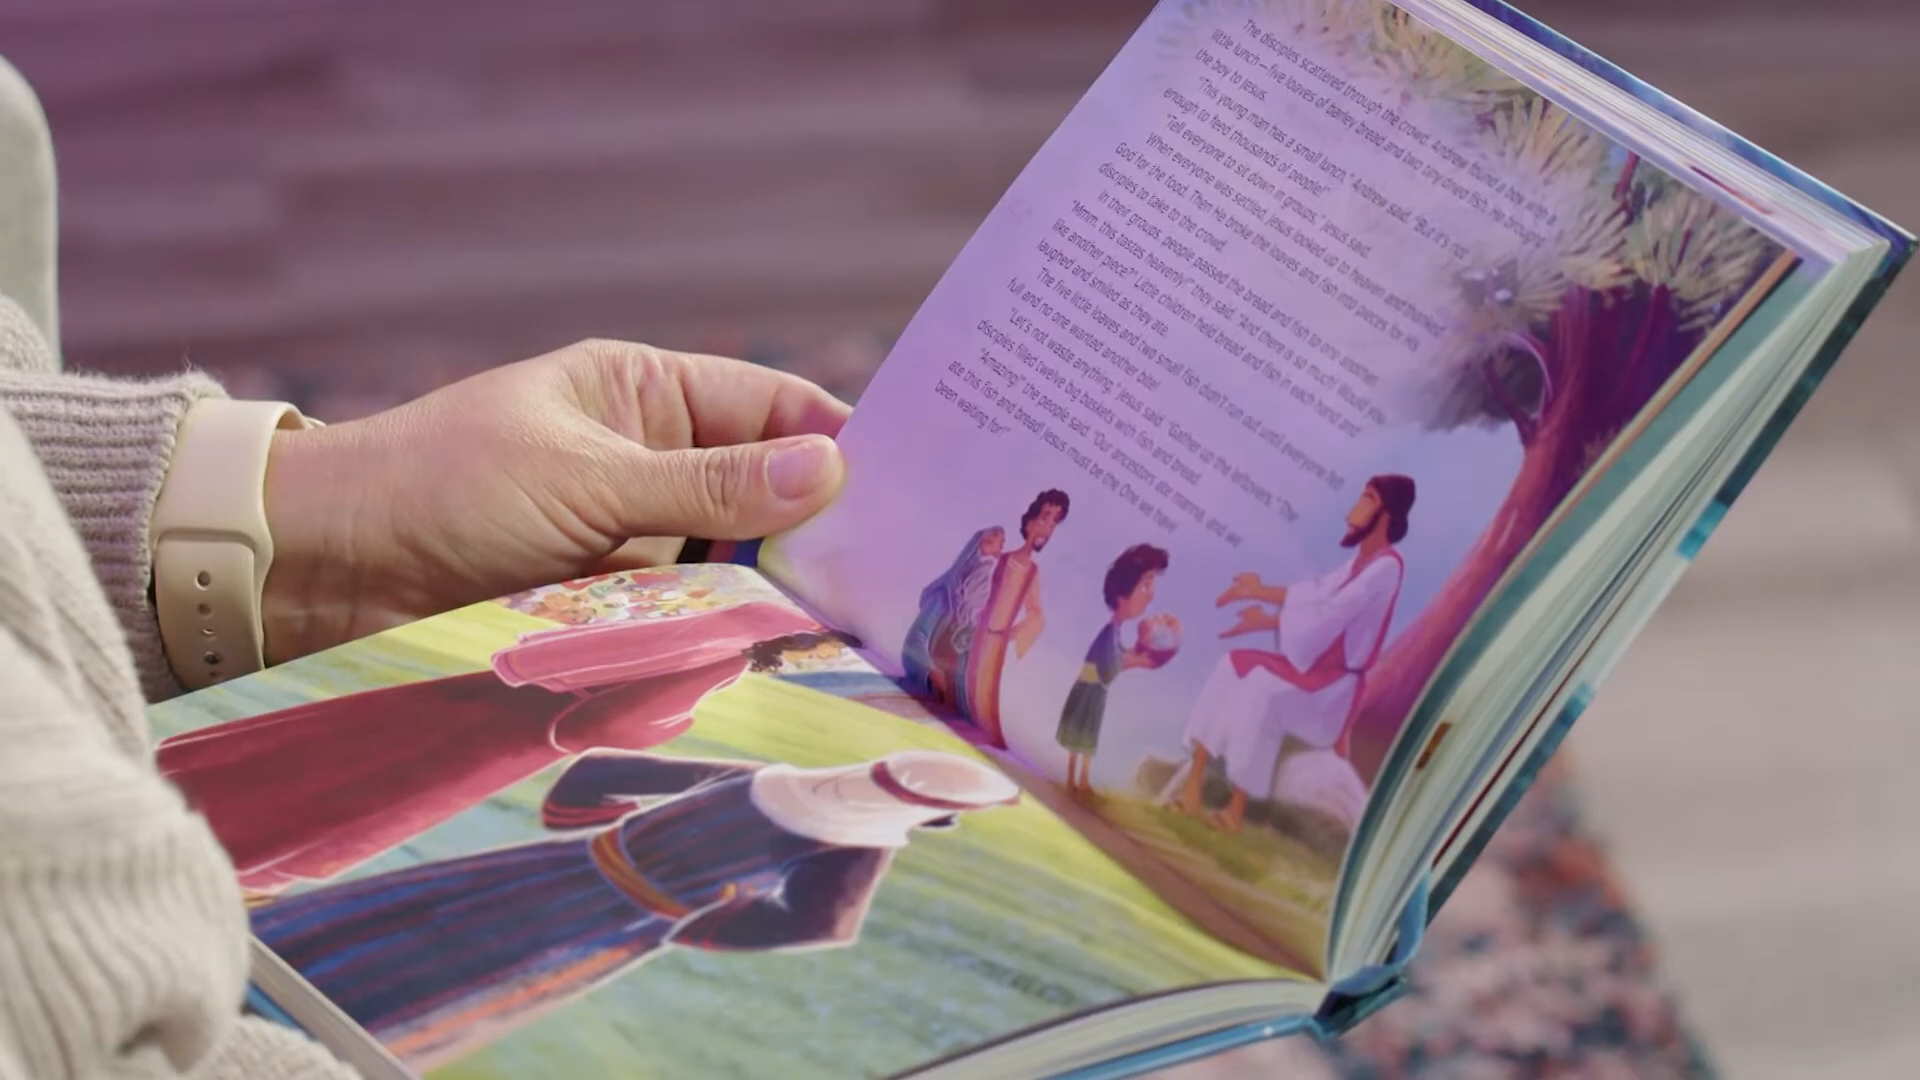 The disciples scattered through the crowd. Andrew found a boy with a
little lunch—five loaves of barley bread and two tiny dried fish. He brought
the boy to Jesus.
"This young man has a small lunch," Andrew said. "But it's not
enough to feed thousands of people!"
"Tell everyone to sit down in groups," Jesus said.
When everyone was settled, Jesus looked up to heaven and thanked
God for the food. Then He broke the loaves and fish into pieces for His
disciples to take to the crowd.
In their groups, people passed the bread and fish to one another.
"Mmm, this tastes heavenly!" they said. "And there is so much! Would you
like another piece?" Little children held bread and fish in each hand and
laughed and smiled as they ate.
The five little loaves and two small fish didn't run out until everyone felt
full and no one wanted another bite!
"Let's not waste anything," Jesus said. "Gather up the leftovers." The
disciples filled twelve big baskets with fish and bread.
"Amazing!" the people said. "Our ancestors ate manna, and we
ate this fish and bread! Jesus must be the One we have
been waiting for!"